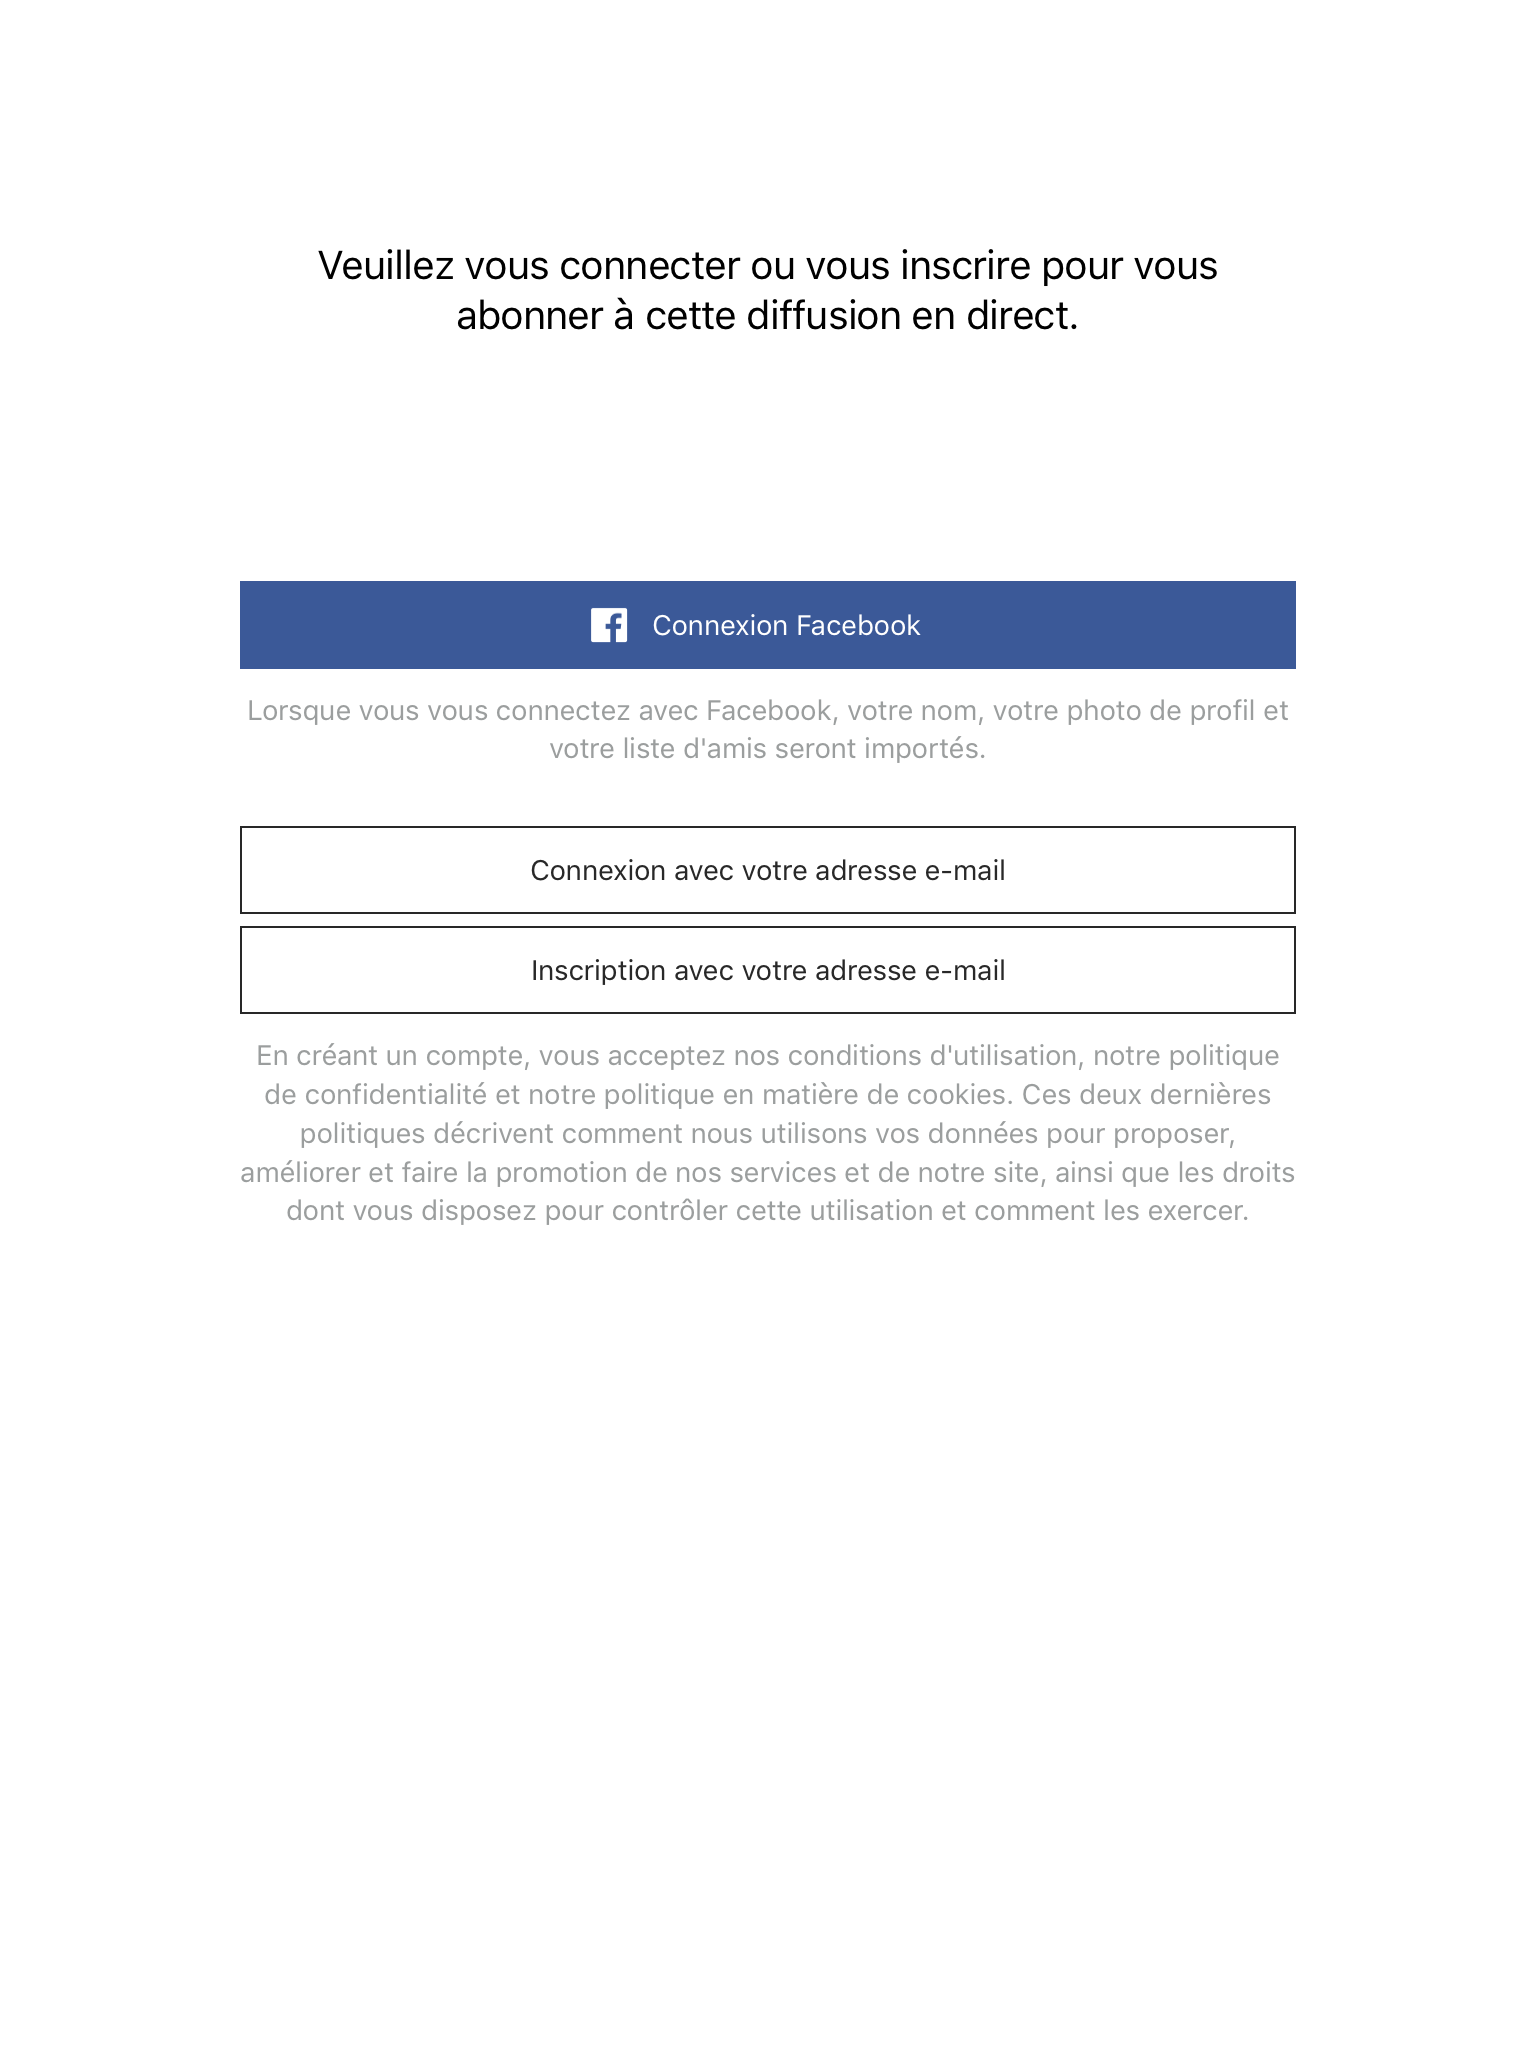 Veuillez vous connecter ou vous inscrire pour vous
abonner à cette diffusion en direct.
Connexion Facebook
Lorsque vous vous connectez avec Facebook, votre nom, votre photo de profil et
votre liste d'amis seront importés.
Connexion avec votre adresse e-mail
Inscription avec votre adresse e-mail
En créant un compte, vous acceptez nos conditions d'utilisation, notre politique
de confidentialité et notre politique en matière de cookies. Ces deux dernières
politiques décrivent comment nous utilisons vos données pour proposer,
améliorer et faire la promotion de nos services et de notre site, ainsi que les droits
dont vous disposez pour contrôler cette utilisation et comment les exercer.